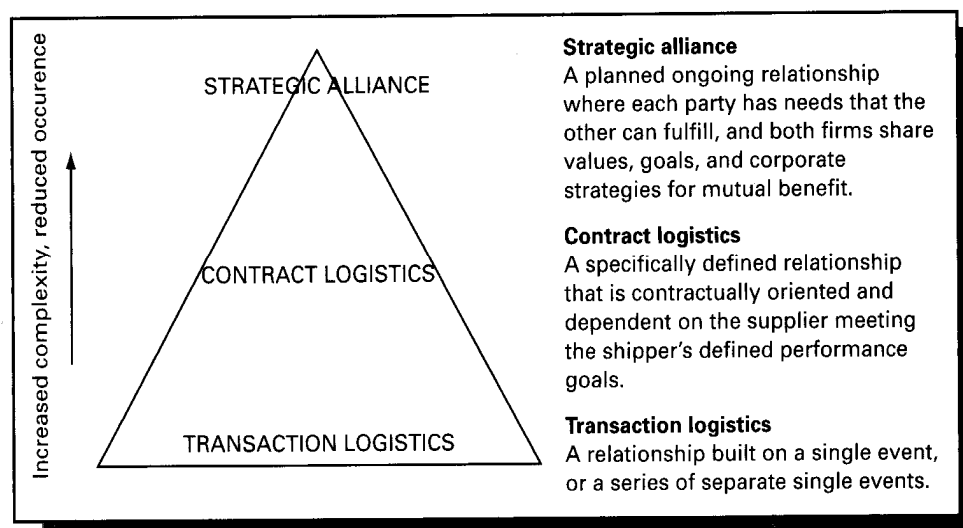 Increased complexity, reduced occurence
STRATEGIC ALLIANCE
CONTRACT LOGISTICS
TRANSACTION LOGISTICS
Strategic alliance
A planned ongoing relationship
where each party has needs that the
other can fulfill, and both firms share
values, goals, and corporate
strategies for mutual benefit.
Contract logistics
A specifically defined relationship
that is contractually oriented and
dependent on the supplier meeting
the shipper's defined performance
goals.
Transaction logistics
A relationship built on a single event,
or a series of separate single events.